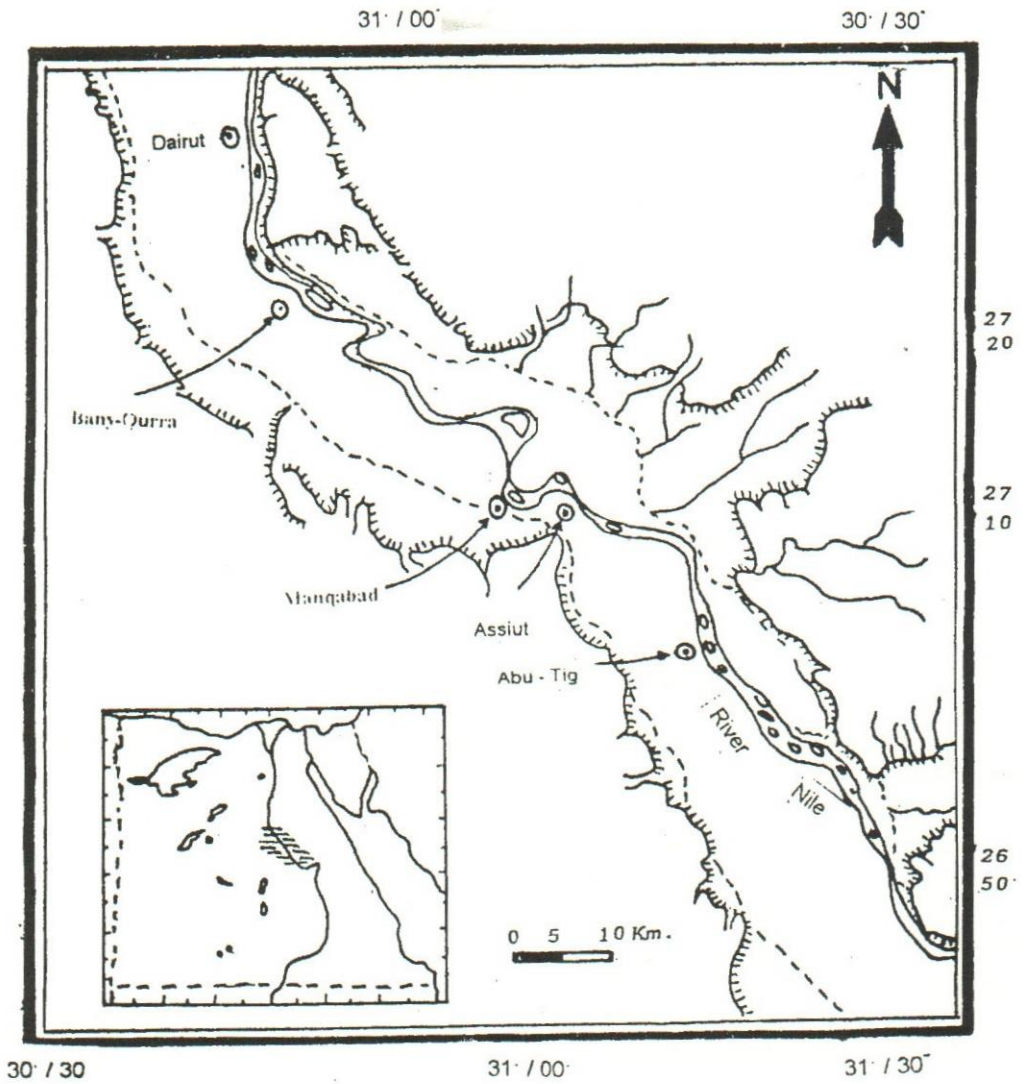 31° / 00'
30° / 30'
N
Dairut
27
20
Bany-Qurra
27
10
Manqabad
Assiut
Abu - Tig
River
Nile
26
50
0 5 10 Km.
30° / 30
31° / 00
31° / 30'